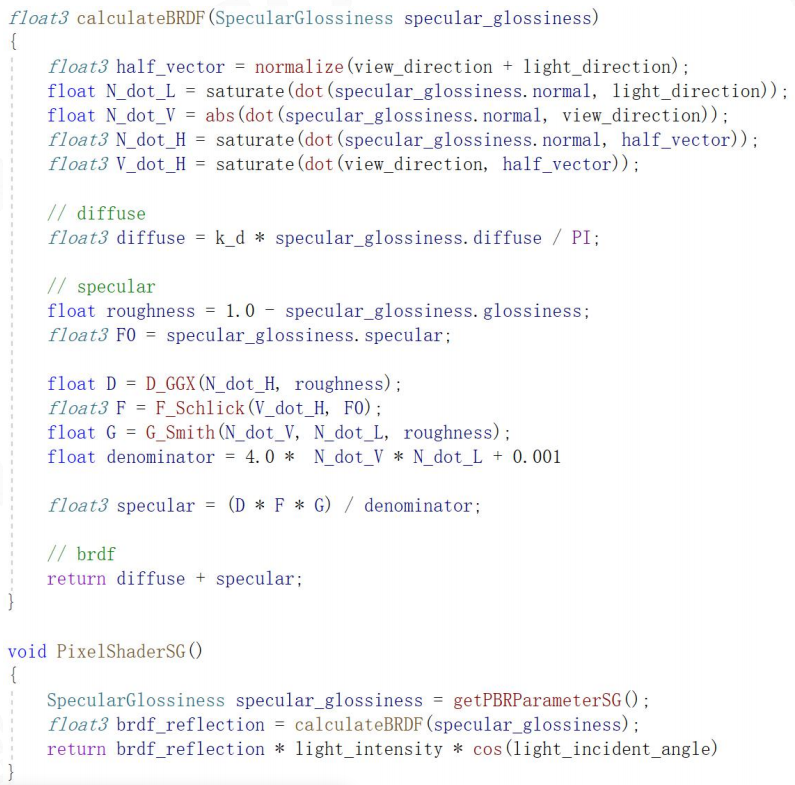 float3 calculateBRDF(SpecularGlossiness specular_glossiness)
{
float3 half_vector = normalize(view_direction + light_direction);
float N_dot_L = saturate(dot(specular_glossiness.normal, light_direction));
float N_dot_V = abs(dot(specular_glossiness.normal, view_direction));
float3 N_dot_H = saturate(dot(specular_glossiness.normal, half_vector));
float3 V_dot_H = saturate(dot(view_direction, half_vector));
// diffuse
float3 diffuse = k_d * specular_glossiness.diffuse / PI;
// specular
float roughness = 1.0 - specular_glossiness.glossiness;
float3 F0 = specular_glossiness.specular;
float D = D_GGX(N_dot_H, roughness);
float3 F = F_Schlick(V_dot_H, F0);
float G = G_Smith(N_dot_V, N_dot_L, roughness);
float denominator = 4.0 *  N_dot_V * N_dot_L + 0.001
float3 specular = (D * F * G) / denominator;
// brdf
return diffuse + specular;
}
void PixelShaderSG()
{
SpecularGlossiness specular_glossiness = getPBRParameterSG();
float3 brdf_reflection = calculateBRDF(specular_glossiness);
return brdf_reflection * light_intensity * cos(light_incident_angle)
}